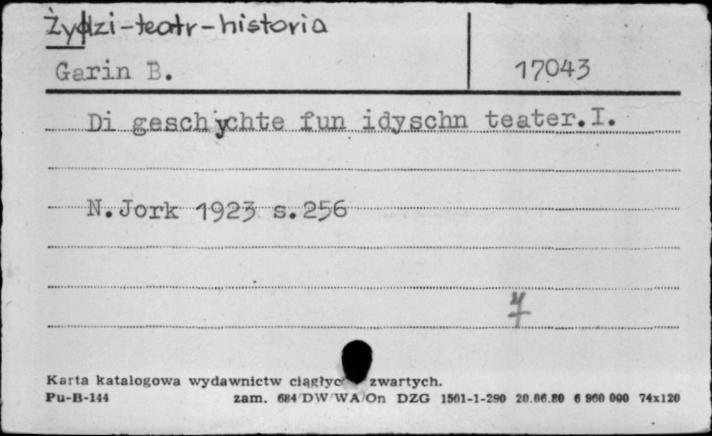 Żydzi-teatr-historia
Garin B. 17043
Di geschychte fun idyschn teater.I.
N.Jork 1923 s.256
7
Karta katalogowa wydawnictw zwartych.
Pu-B-144 zam. 684/DW/WA/On DZG 1501-1-290 20.06.80 6 960 000 74x120